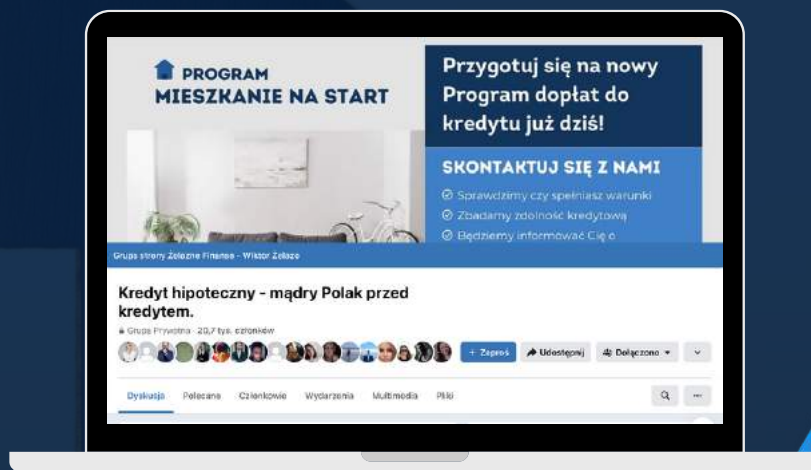 PROGRAM
MIESZKANIE NA START
Przygotuj się na nowy
Program dopłat do
kredytu już dziś!
SKONTAKTUJ SIĘ Z NAMI
Sprawdzimy czy spełniasz warunki
Zbadamy zdolność kredytową
Będziemy informować Cię o
Grupa strony Żelazne Finanse - Wiktor Żelazo
Kredyt hipoteczny - mądry Polak przed
kredytem.
Grupa Prywatna · 20,7 tys. członków
+ Zaproś
Udostępnij
Dołączono
Dyskusja
Polecane
Członkowie
Wydarzenia
Multimedia
Pliki